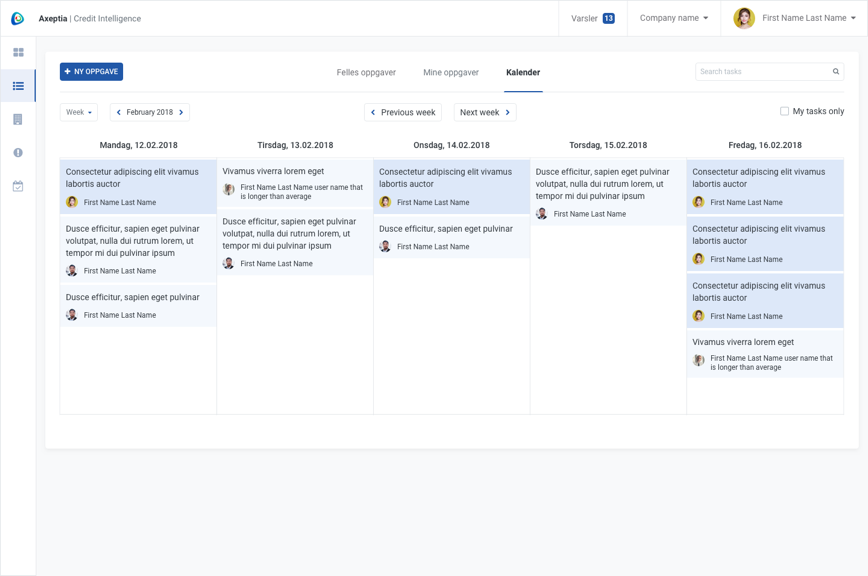 Axeptia | Credit Intelligence
Varsler 13
Company name
First Name Last Name
+ NY OPPGAVE
Felles oppgaver
Mine oppgaver
Kalender
Search tasks
Week
February 2018
Previous week
Next week
My tasks only
Mandag, 12.02.2018
Tirsdag, 13.02.2018
Onsdag, 14.02.2018
Torsdag, 15.02.2018
Fredag, 16.02.2018
Consectetur adipiscing elit vivamus
labortis auctor
First Name Last Name
Dusce efficitur, sapien eget pulvinar
volutpat, nulla dui rutrum lorem, ut
tempor mi dui pulvinar ipsum
First Name Last Name
Dusce efficitur, sapien eget pulvinar
First Name Last Name
Vivamus viverra lorem eget
First Name Last Name user name that
is longer than average
Dusce efficitur, sapien eget pulvinar
volutpat, nulla dui rutrum lorem, ut
tempor mi dui pulvinar ipsum
First Name Last Name
Consectetur adipiscing elit vivamus
labortis auctor
First Name Last Name
Dusce efficitur, sapien eget pulvinar
First Name Last Name
Dusce efficitur, sapien eget pulvinar
volutpat, nulla dui rutrum lorem, ut
tempor mi dui pulvinar ipsum
First Name Last Name
Consectetur adipiscing elit vivamus
labortis auctor
First Name Last Name
Consectetur adipiscing elit vivamus
labortis auctor
First Name Last Name
Consectetur adipiscing elit vivamus
labortis auctor
First Name Last Name
Vivamus viverra lorem eget
First Name Last Name user name that
is longer than average